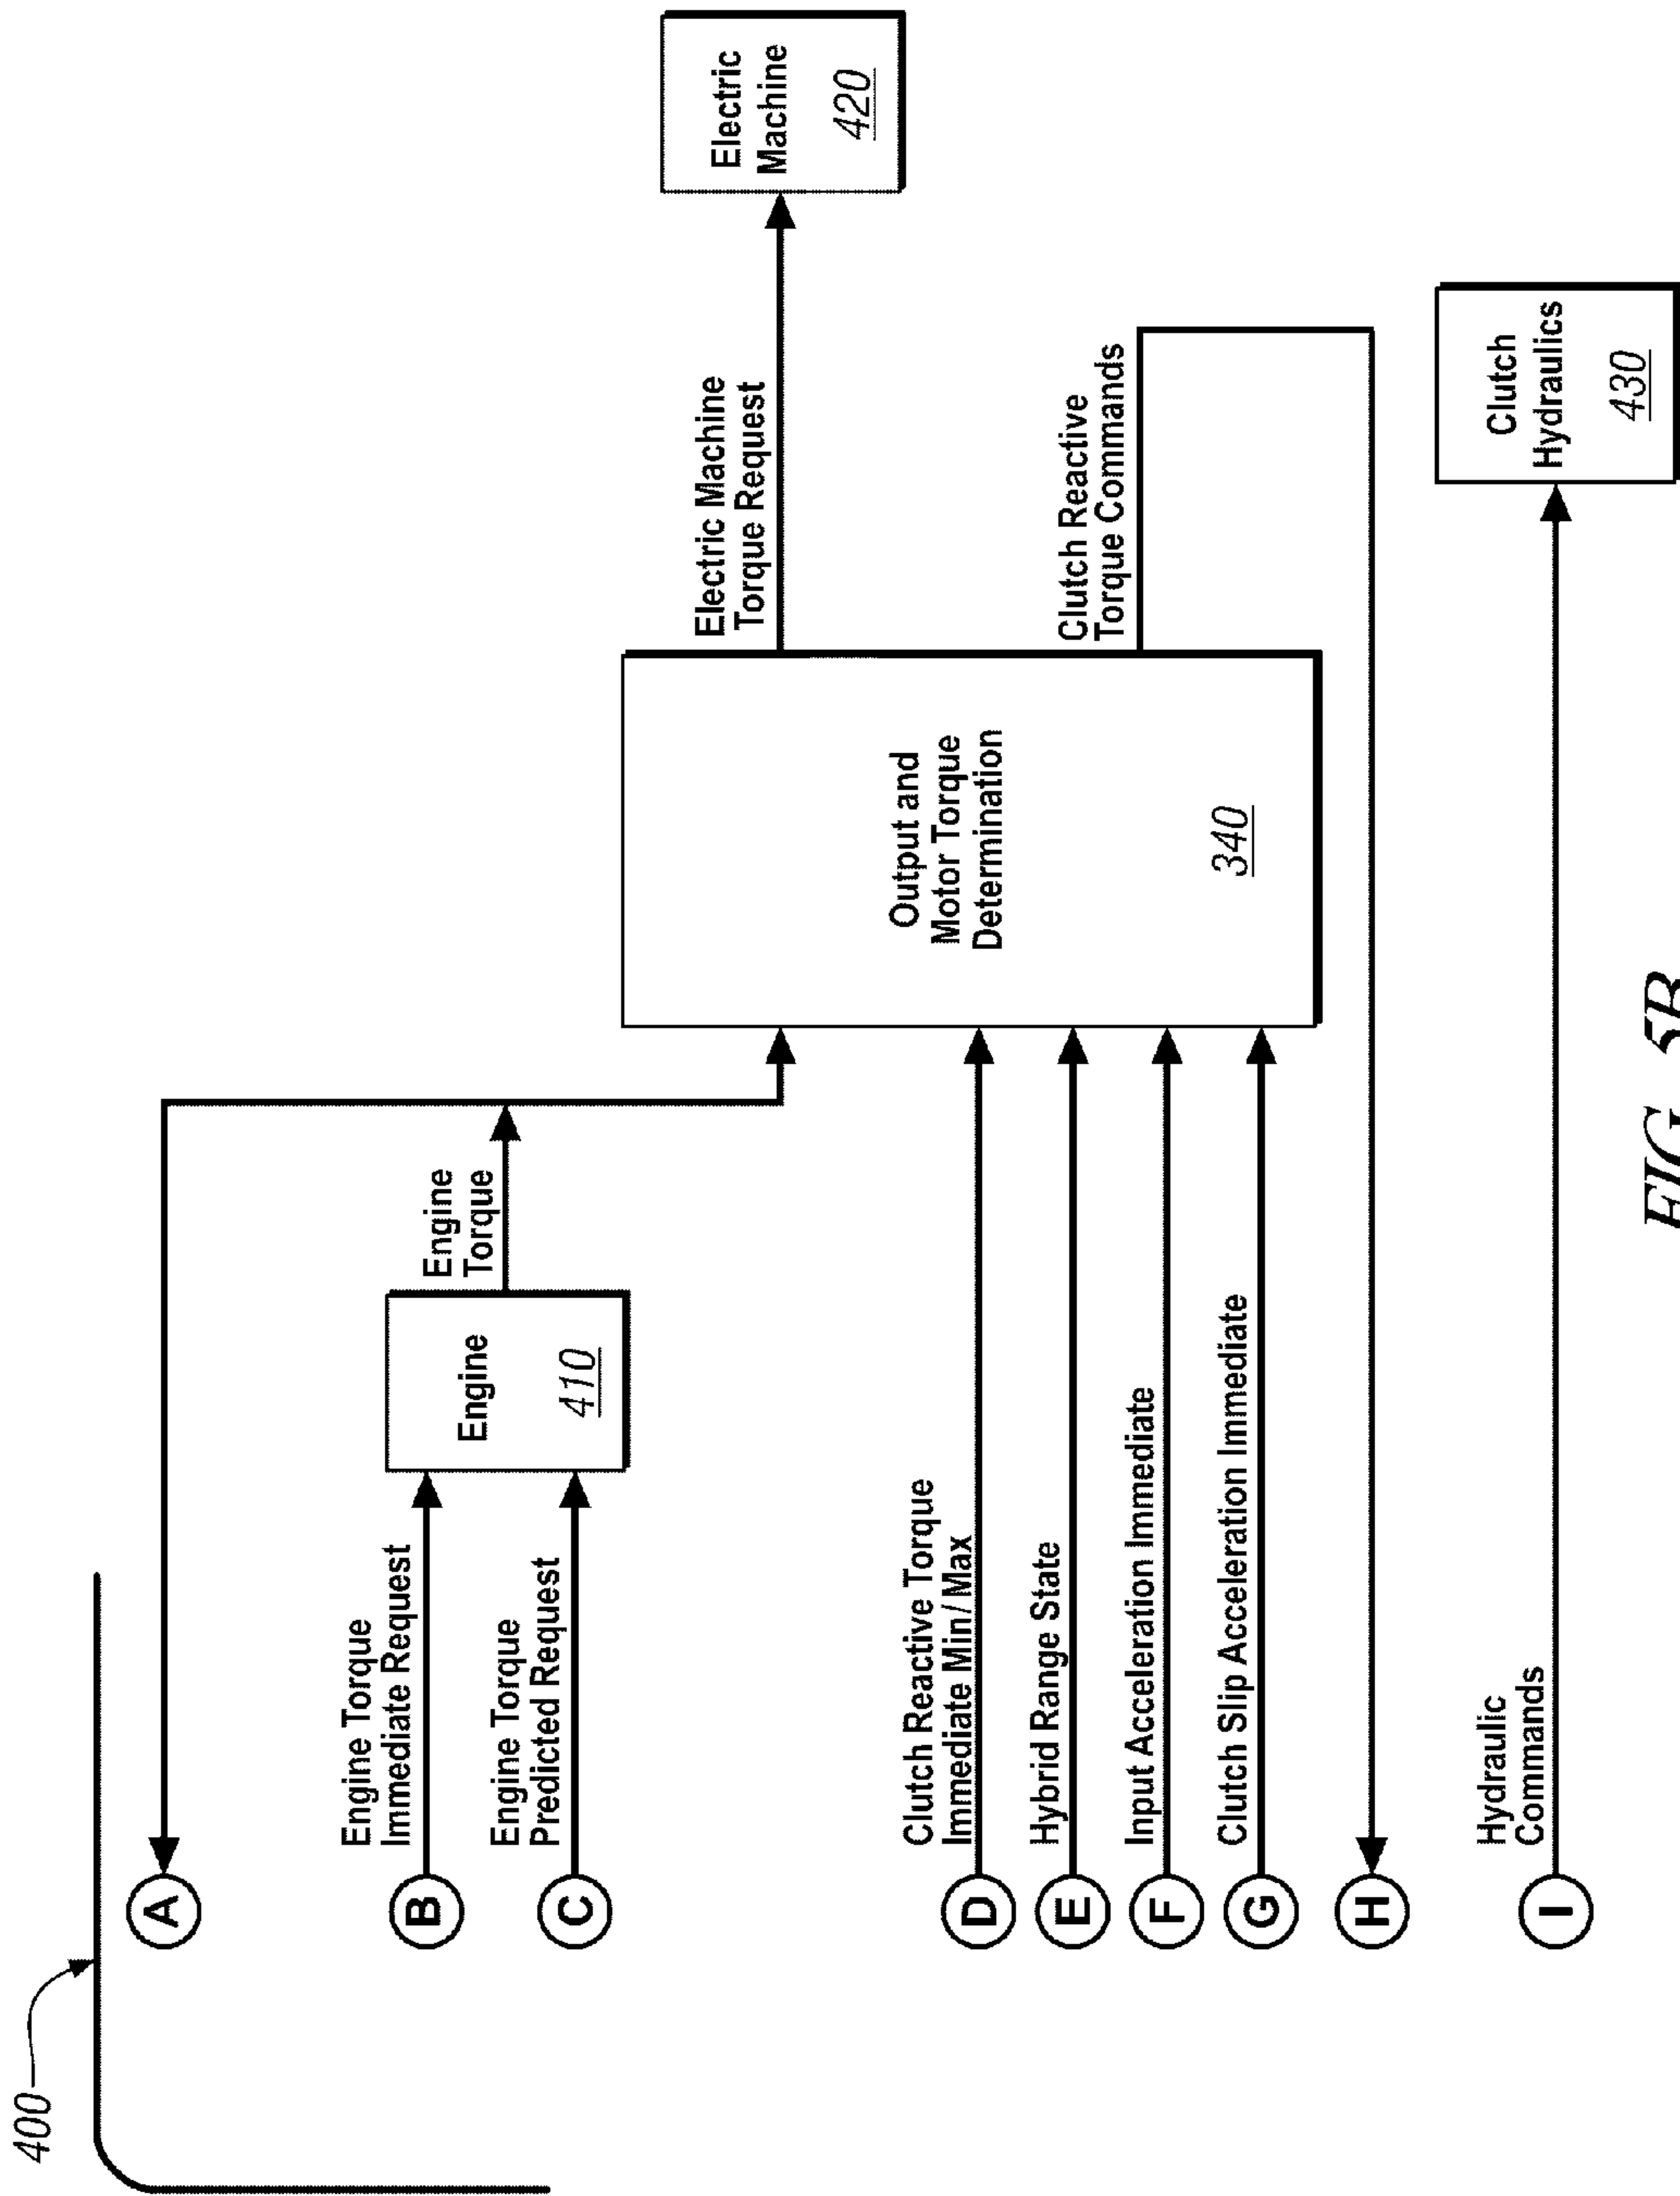 400
A
Engine Torque
Immediate Request
B
Engine Torque
Predicted Request
C
Engine
410
Engine
Torque
Electric Machine
Torque Request
Electric
Machine
420
Output and
Motor Torque
Determination
340
Clutch Reactive Torque
Immediate Min/Max
D
Hybrid Range State
E
Input Acceleration Immediate
F
Clutch Slip Acceleration Immediate
G
Clutch Reactive
Torque Commands
H
Hydraulic
Commands
I
Clutch
Hydraulics
430
FIG. 5B